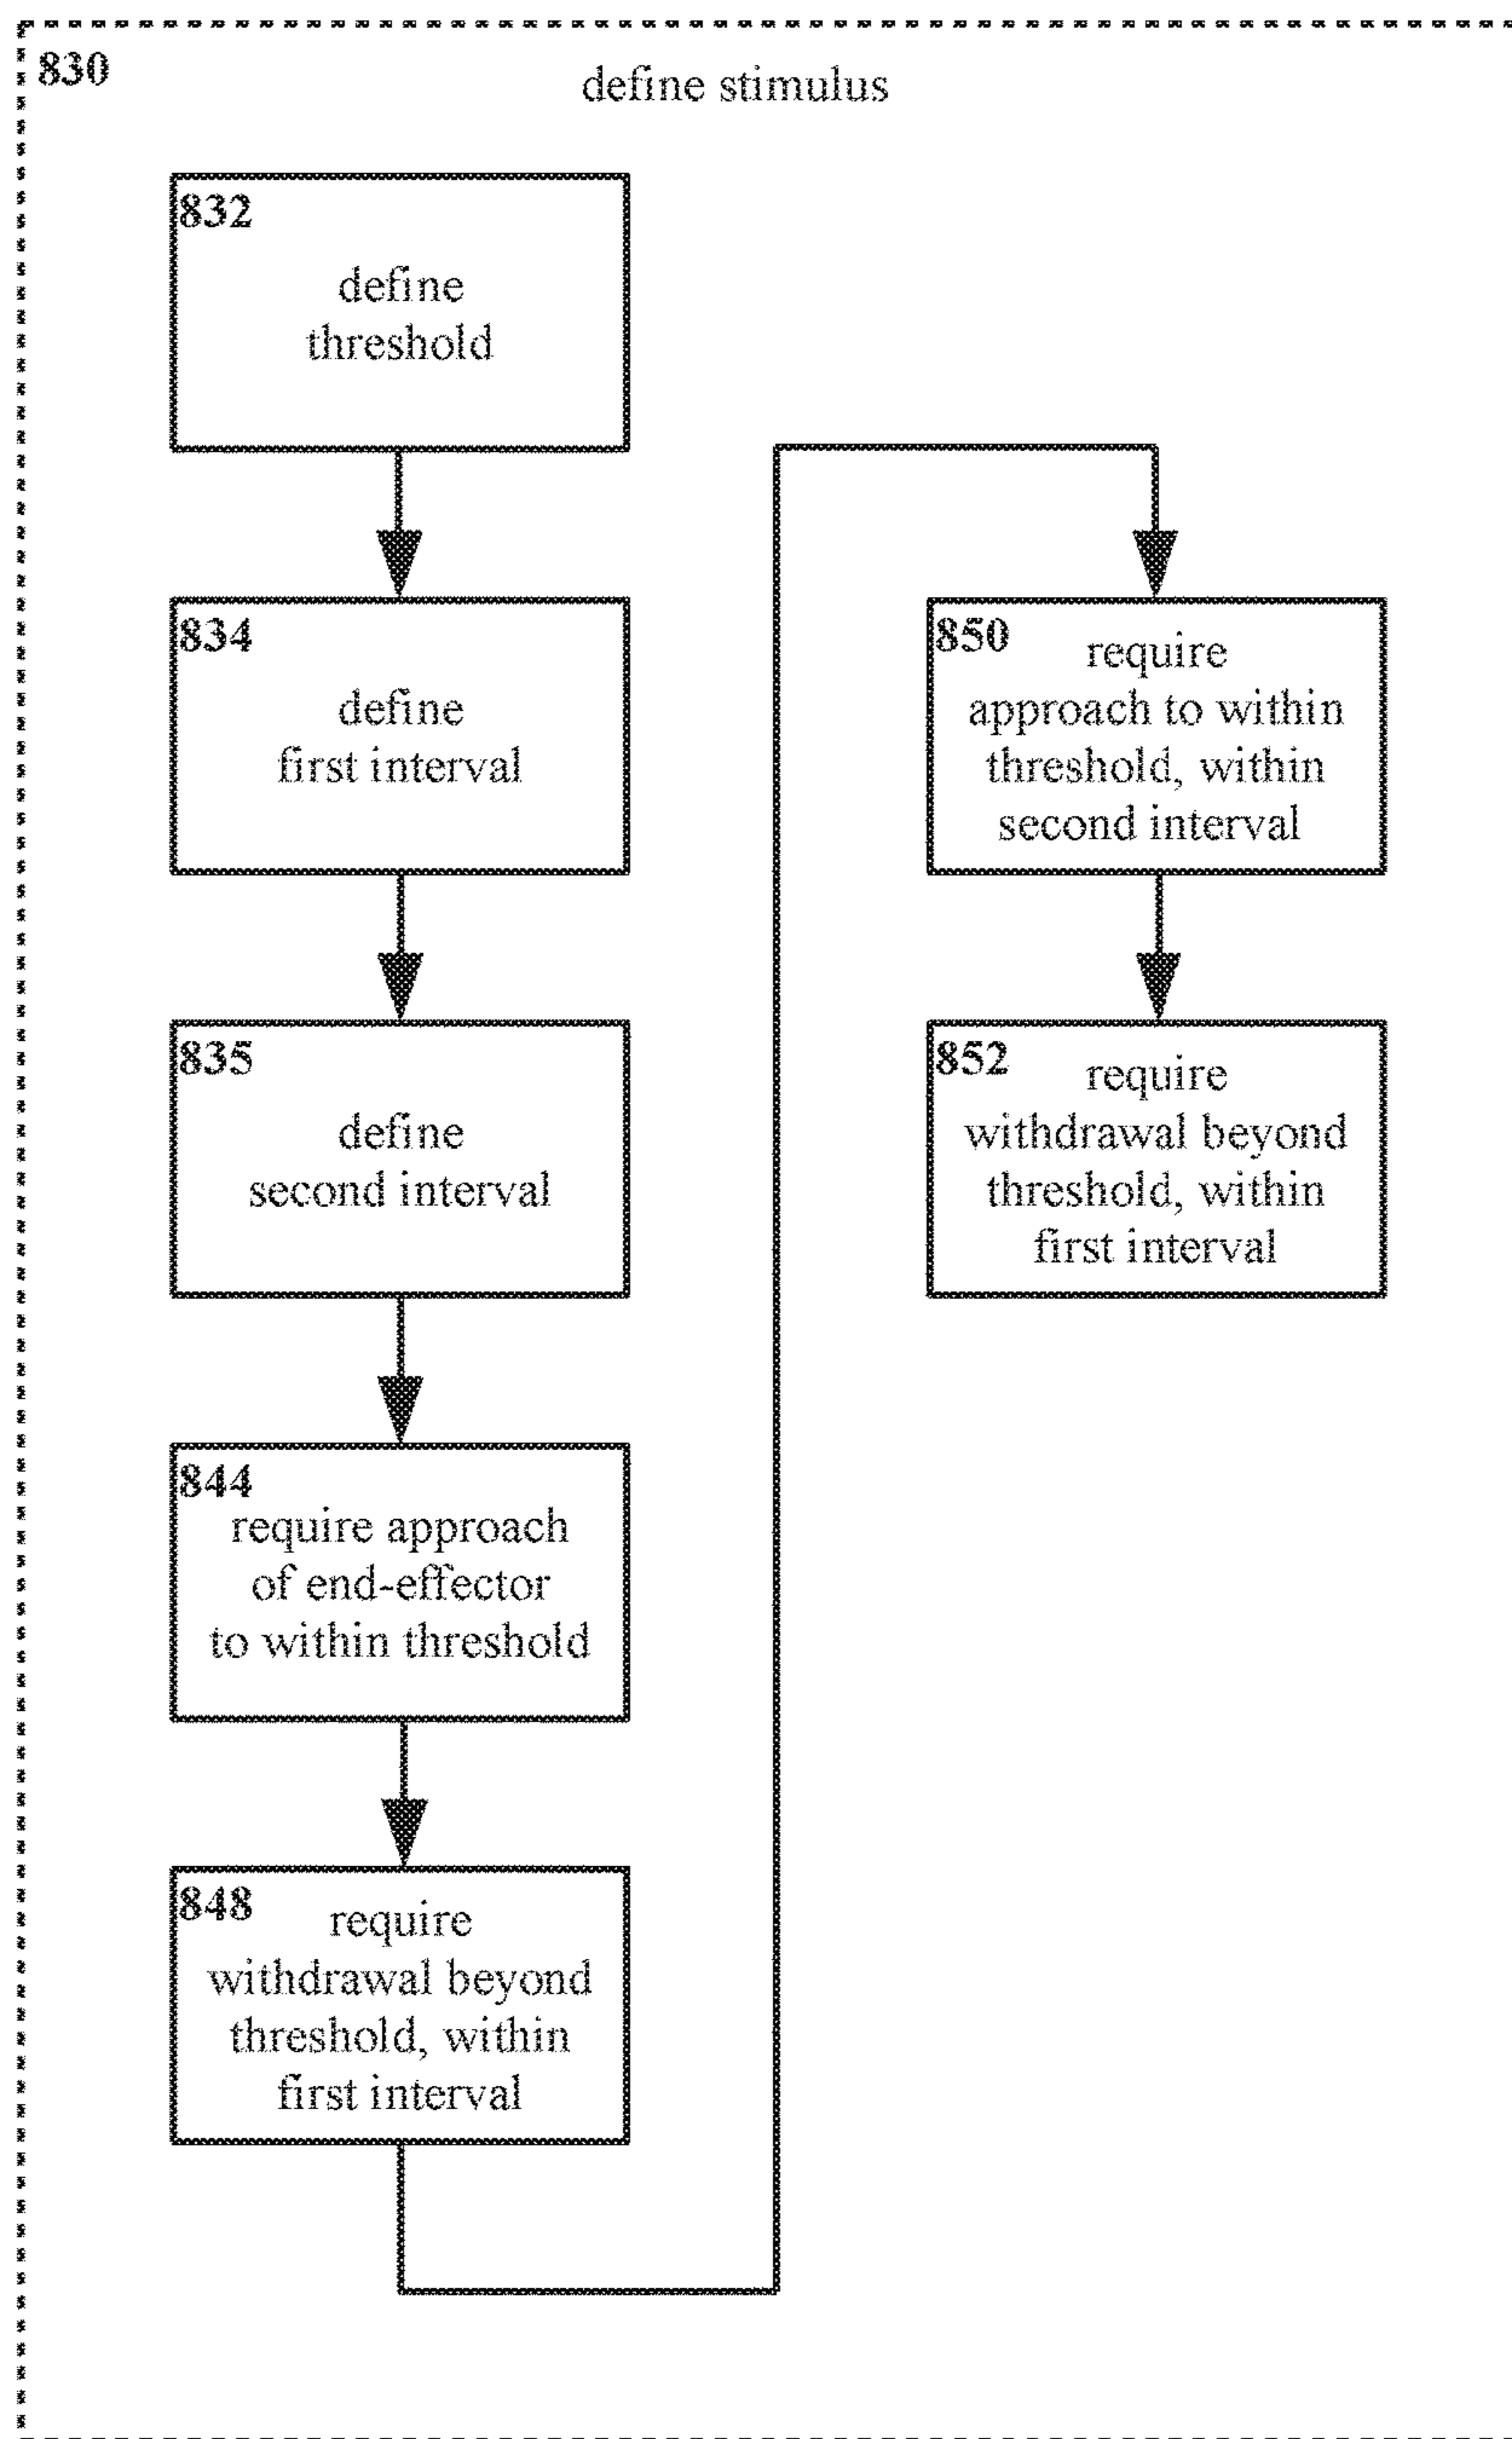 830
define stimulus
832
define
threshold
834
define
first interval
835
define
second interval
844
require approach
of end-effector
to within threshold
848
require
withdrawal beyond
threshold, within
first interval
850
require
approach to within
threshold, within
second interval
852
require
withdrawal beyond
threshold, within
first interval